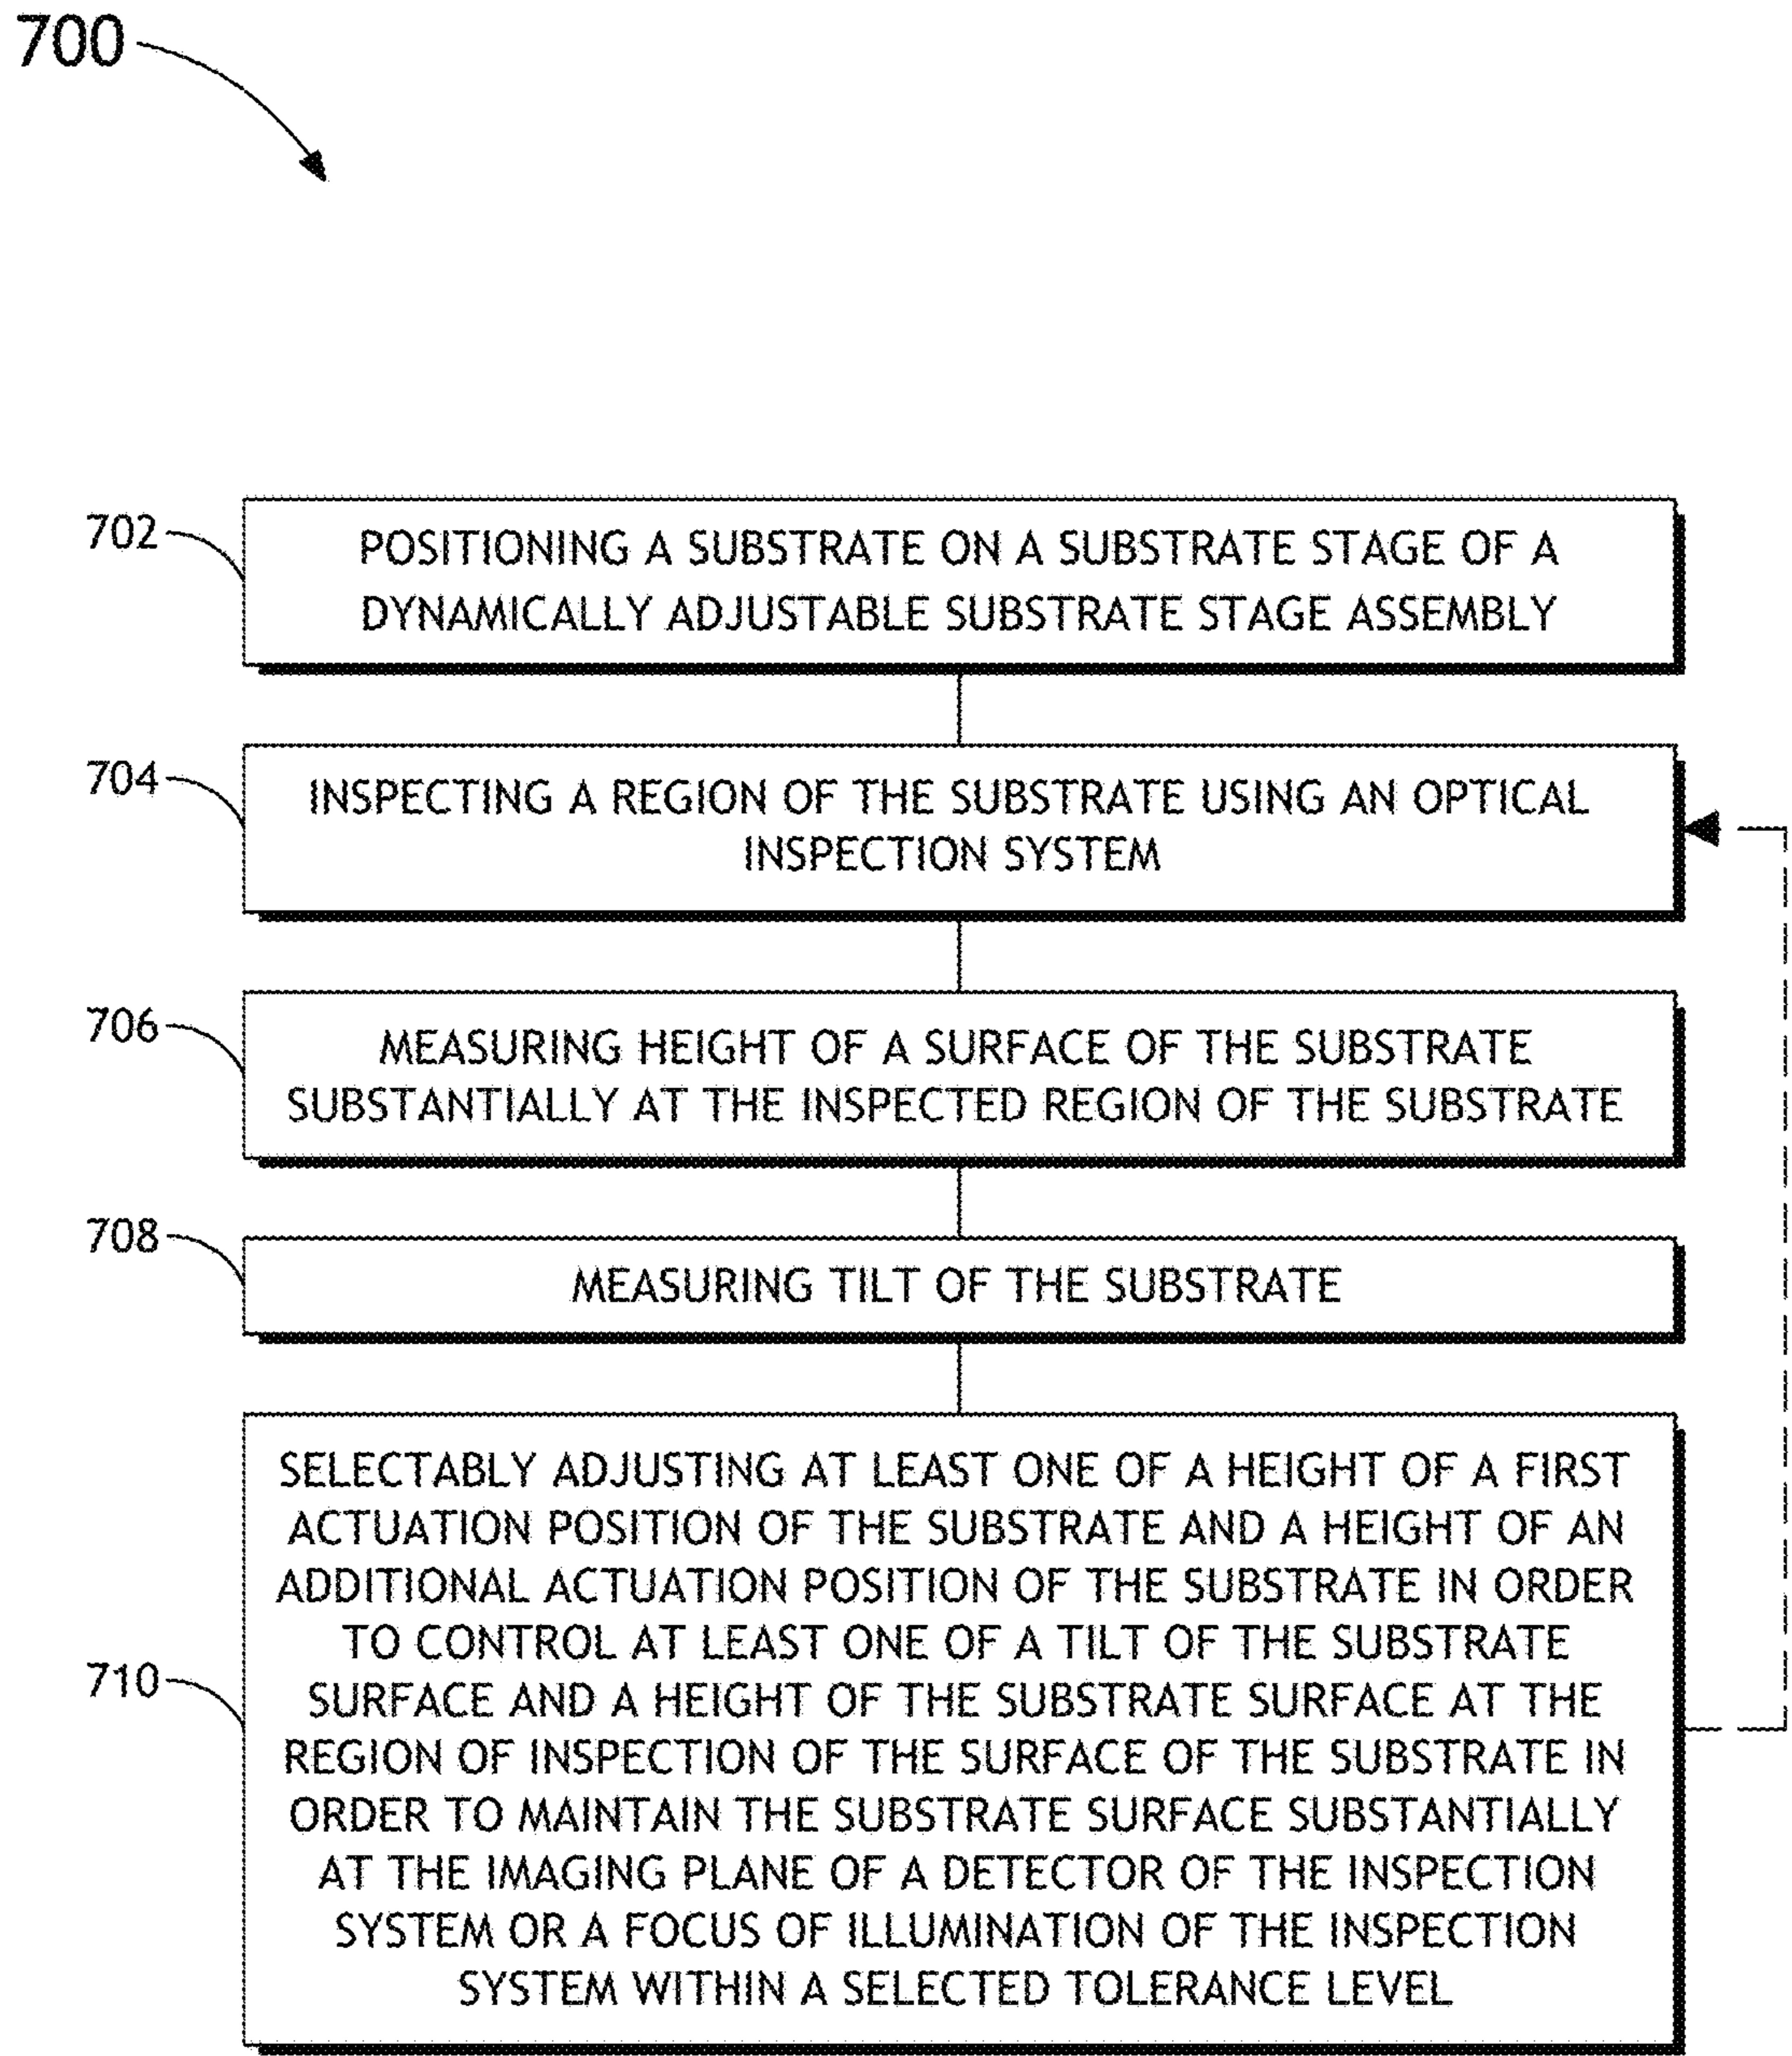 700
702
POSITIONING A SUBSTRATE ON A SUBSTRATE STAGE OF A
DYNAMICALLY ADJUSTABLE SUBSTRATE STAGE ASSEMBLY
704
INSPECTING A REGION OF THE SUBSTRATE USING AN OPTICAL
INSPECTION SYSTEM
706
MEASURING HEIGHT OF A SURFACE OF THE SUBSTRATE
SUBSTANTIALLY AT THE INSPECTED REGION OF THE SUBSTRATE
708
MEASURING TILT OF THE SUBSTRATE
710
SELECTABLY ADJUSTING AT LEAST ONE OF A HEIGHT OF A FIRST
ACTUATION POSITION OF THE SUBSTRATE AND A HEIGHT OF AN
ADDITIONAL ACTUATION POSITION OF THE SUBSTRATE IN ORDER
TO CONTROL AT LEAST ONE OF A TILT OF THE SUBSTRATE
SURFACE AND A HEIGHT OF THE SUBSTRATE SURFACE AT THE
REGION OF INSPECTION OF THE SURFACE OF THE SUBSTRATE IN
ORDER TO MAINTAIN THE SUBSTRATE SURFACE SUBSTANTIALLY
AT THE IMAGING PLANE OF A DETECTOR OF THE INSPECTION
SYSTEM OR A FOCUS OF ILLUMINATION OF THE INSPECTION
SYSTEM WITHIN A SELECTED TOLERANCE LEVEL